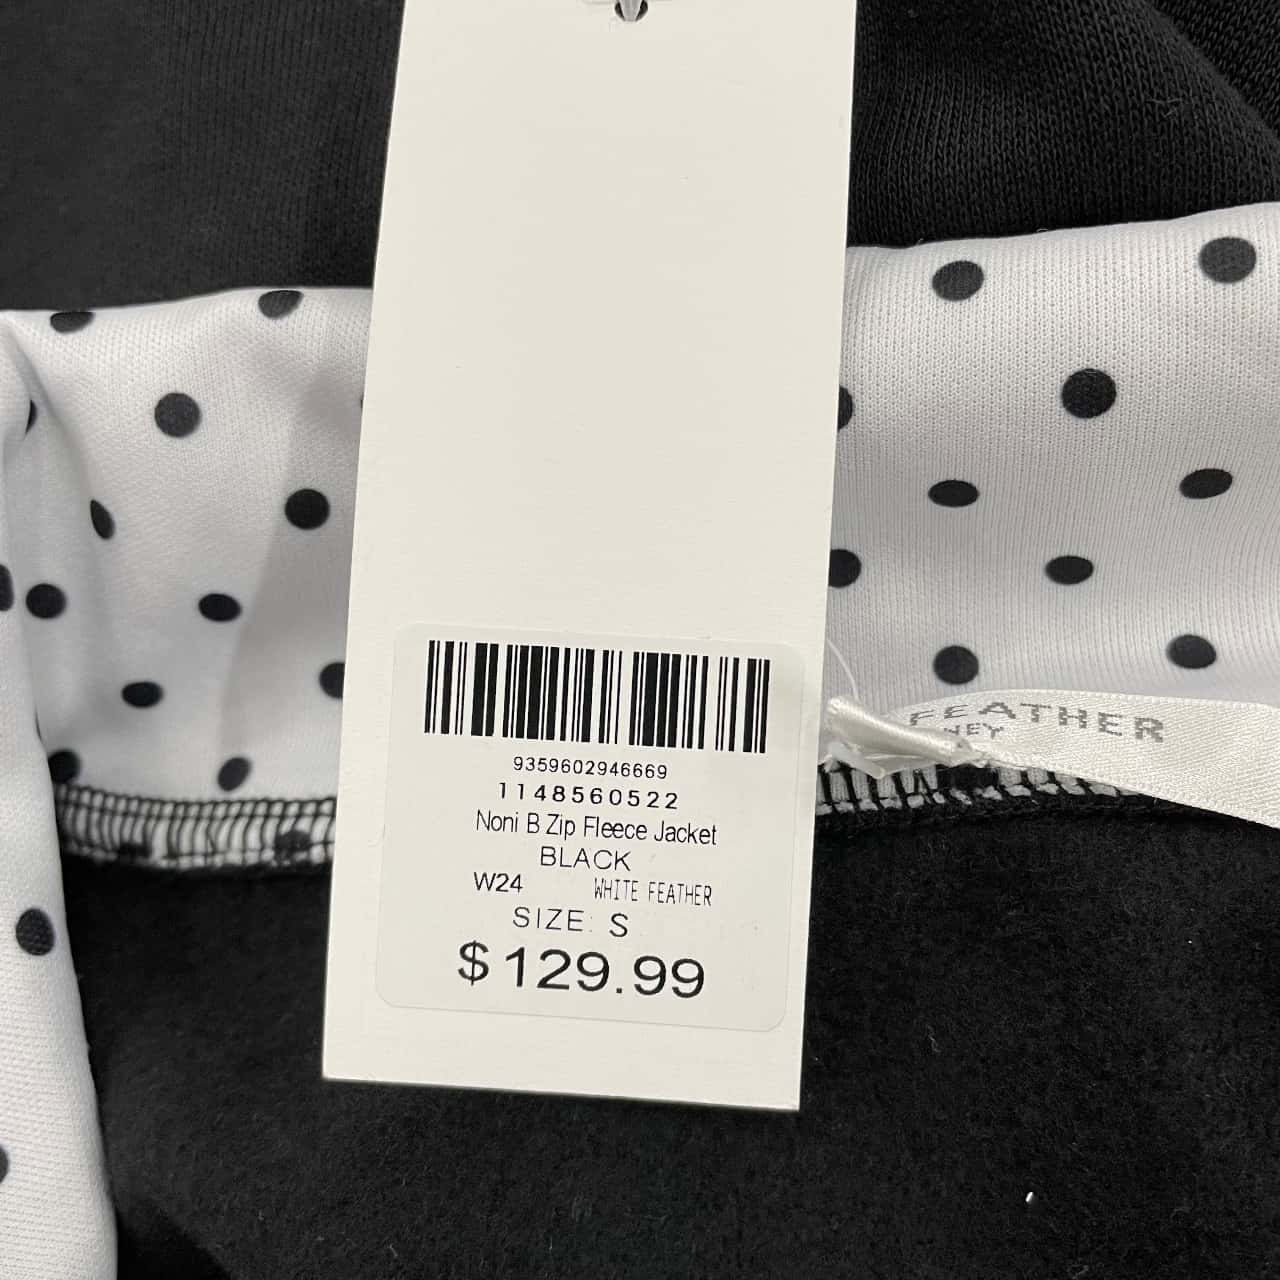 FEATHER
9359602946669
1148560522
Noni B Zip Fleece Jacket
BLACK
W24 WHITE FEATHER
SIZE: S
$129.99